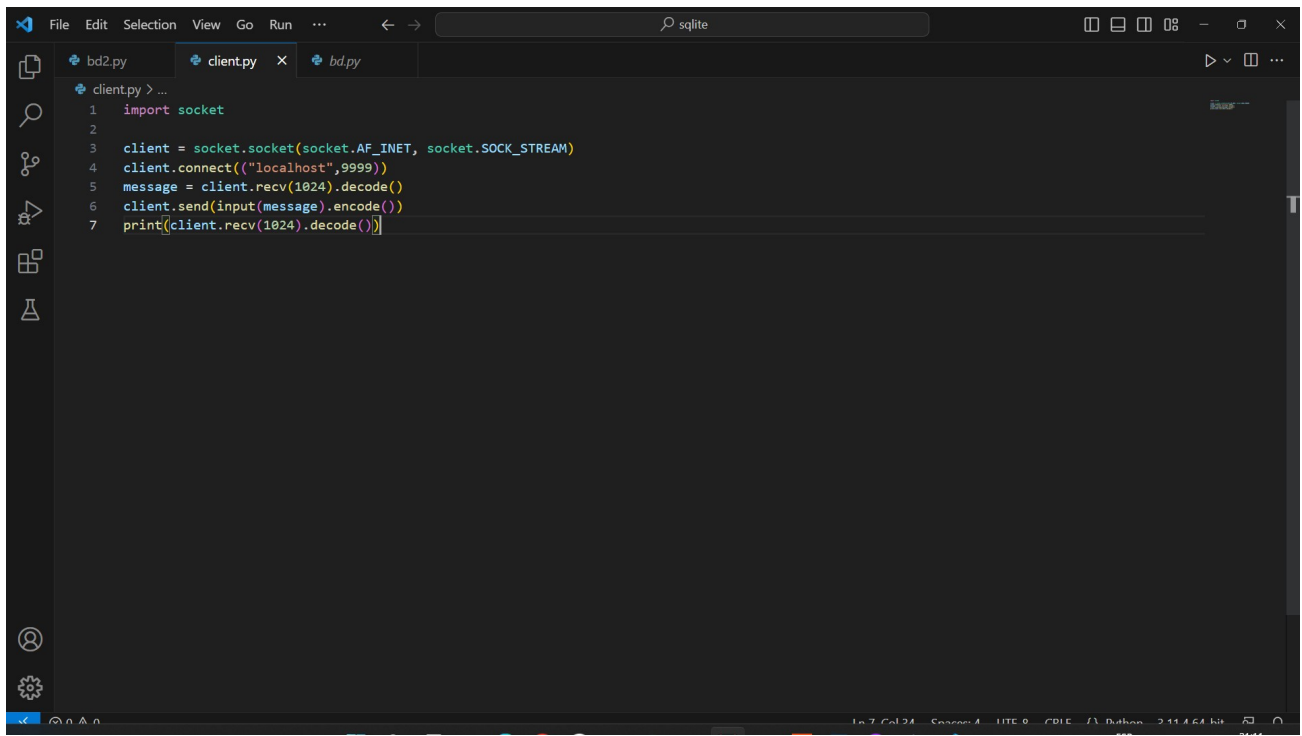 File Edit Selection View Go Run ··· ← → sqlite
bd2.py client.py × bd.py
client.py > ...
1 import socket
2
3 client = socket.socket(socket.AF_INET, socket.SOCK_STREAM)
4 client.connect(("localhost",9999))
5 message = client.recv(1024).decode()
6 client.send(input(message).encode())
7 print(client.recv(1024).decode())
T
0 0 Ln 7, Col 34 Spaces: 4 UTF-8 CRLF {} Python 3.11.4 64-bit